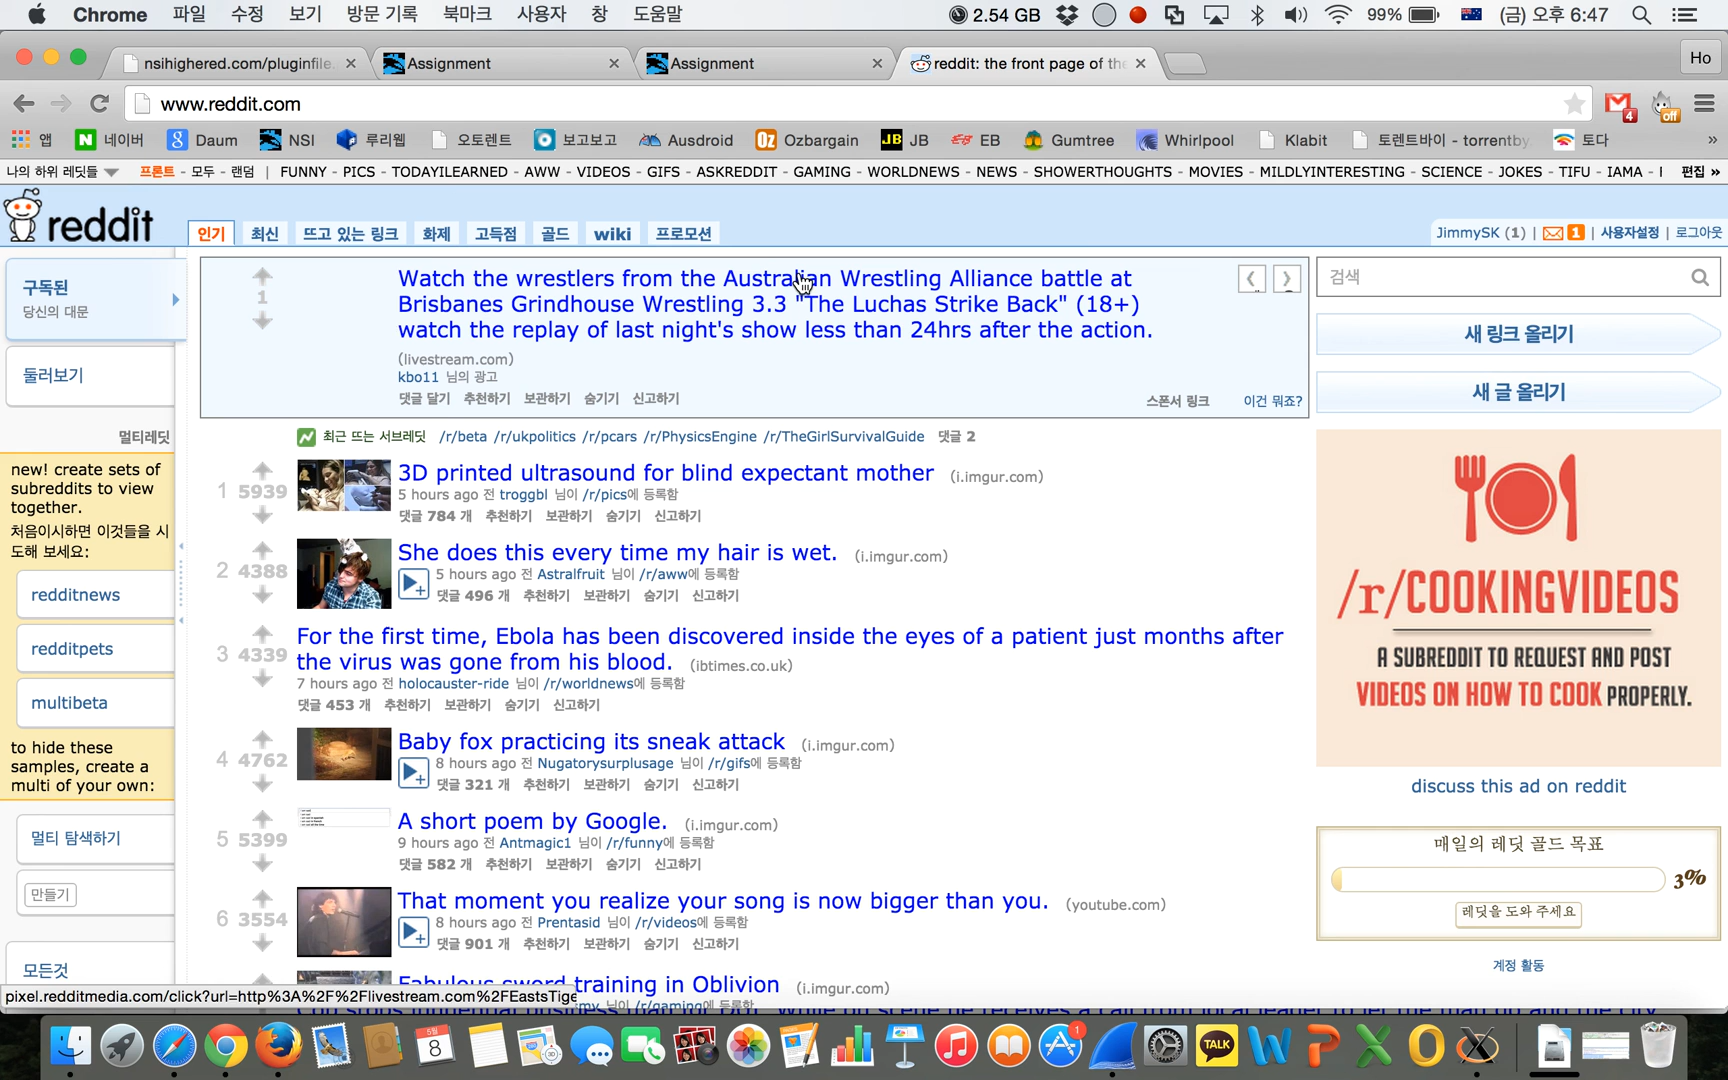 Chrome 파일 수정 보기 방문 기록 북마크 사용자 창 도움말 2.54 GB 99% (금) 오후 6:47
nsihighered.com/pluginfile. Assignment Assignment reddit: the front page of the Ho
www.reddit.com 4 off
앱 네이버 Daum NSI 루리웹 오토렌트 보고보고 Ausdroid Ozbargain JB EB Gumtree Whirlpool Klabit 토렌트바이 - torrentby. 토다 »
나의 하위 레딧들 프론트 - 모두 - 랜덤 | FUNNY - PICS - TODAYILEARNED - AWW - VIDEOS - GIFS - ASKREDDIT - GAMING - WORLDNEWS - NEWS - SHOWERTHOUGHTS - MOVIES - MILDLYINTERESTING - SCIENCE - JOKES - TIFU - IAMA - 편집 »
reddit 인기 최신 뜨고 있는 링크 화제 고득점 골드 wiki 프로모션 JimmySK (1) | 1 | 사용자설정 | 로그아웃
구독된
당신의 대문
둘러보기
멀티레딧
new! create sets of
subreddits to view
together.
처음이시하면 이것들을 시
도해 보세요:
redditnews
redditpets
multibeta
to hide these
samples, create a
multi of your own:
멀티 탐색하기
만들기
모든것
1
Watch the wrestlers from the Australian Wrestling Alliance battle at
Brisbanes Grindhouse Wrestling 3.3 "The Luchas Strike Back" (18+)
watch the replay of last night's show less than 24hrs after the action.
(livestream.com)
kbo11 님의 광고
댓글 달기 추천하기 보관하기 숨기기 신고하기 스폰서 링크 이건 뭐죠?
최근 뜨는 서브레딧 /r/beta /r/ukpolitics /r/pcars /r/PhysicsEngine /r/TheGirlSurvivalGuide 댓글 2
1 5939 3D printed ultrasound for blind expectant mother (i.imgur.com)
5 hours ago 전 troggbl 님이 /r/pics에 등록함
댓글 784 개 추천하기 보관하기 숨기기 신고하기
2 4388 She does this every time my hair is wet. (i.imgur.com)
5 hours ago 전 Astralfruit 님이 /r/aww에 등록함
댓글 496 개 추천하기 보관하기 숨기기 신고하기
3 4339 For the first time, Ebola has been discovered inside the eyes of a patient just months after
the virus was gone from his blood. (ibtimes.co.uk)
7 hours ago 전 holocauster-ride 님이 /r/worldnews에 등록함
댓글 453 개 추천하기 보관하기 숨기기 신고하기
4 4762 Baby fox practicing its sneak attack (i.imgur.com)
8 hours ago 전 Nugatorysurplusage 님이 /r/gifs에 등록함
댓글 321 개 추천하기 보관하기 숨기기 신고하기
5 5399 A short poem by Google. (i.imgur.com)
9 hours ago 전 Antmagic1 님이 /r/funny에 등록함
댓글 582 개 추천하기 보관하기 숨기기 신고하기
6 3554 That moment you realize your song is now bigger than you. (youtube.com)
8 hours ago 전 Prentasid 님이 /r/videos에 등록함
댓글 901 개 추천하기 보관하기 숨기기 신고하기
Fabulous sword training in Oblivion (i.imgur.com)
님이 /r/gaming에 등록함
검색
새 링크 올리기
새 글 올리기
/r/COOKINGVIDEOS
A SUBREDDIT TO REQUEST AND POST
VIDEOS ON HOW TO COOK PROPERLY.
discuss this ad on reddit
매일의 레딧 골드 목표
3%
레딧을 도와 주세요
계정 활동
pixel.redditmedia.com/click?url=http%3A%2F%2Flivestream.com%2FEastsTige
5월
8
1
TALK